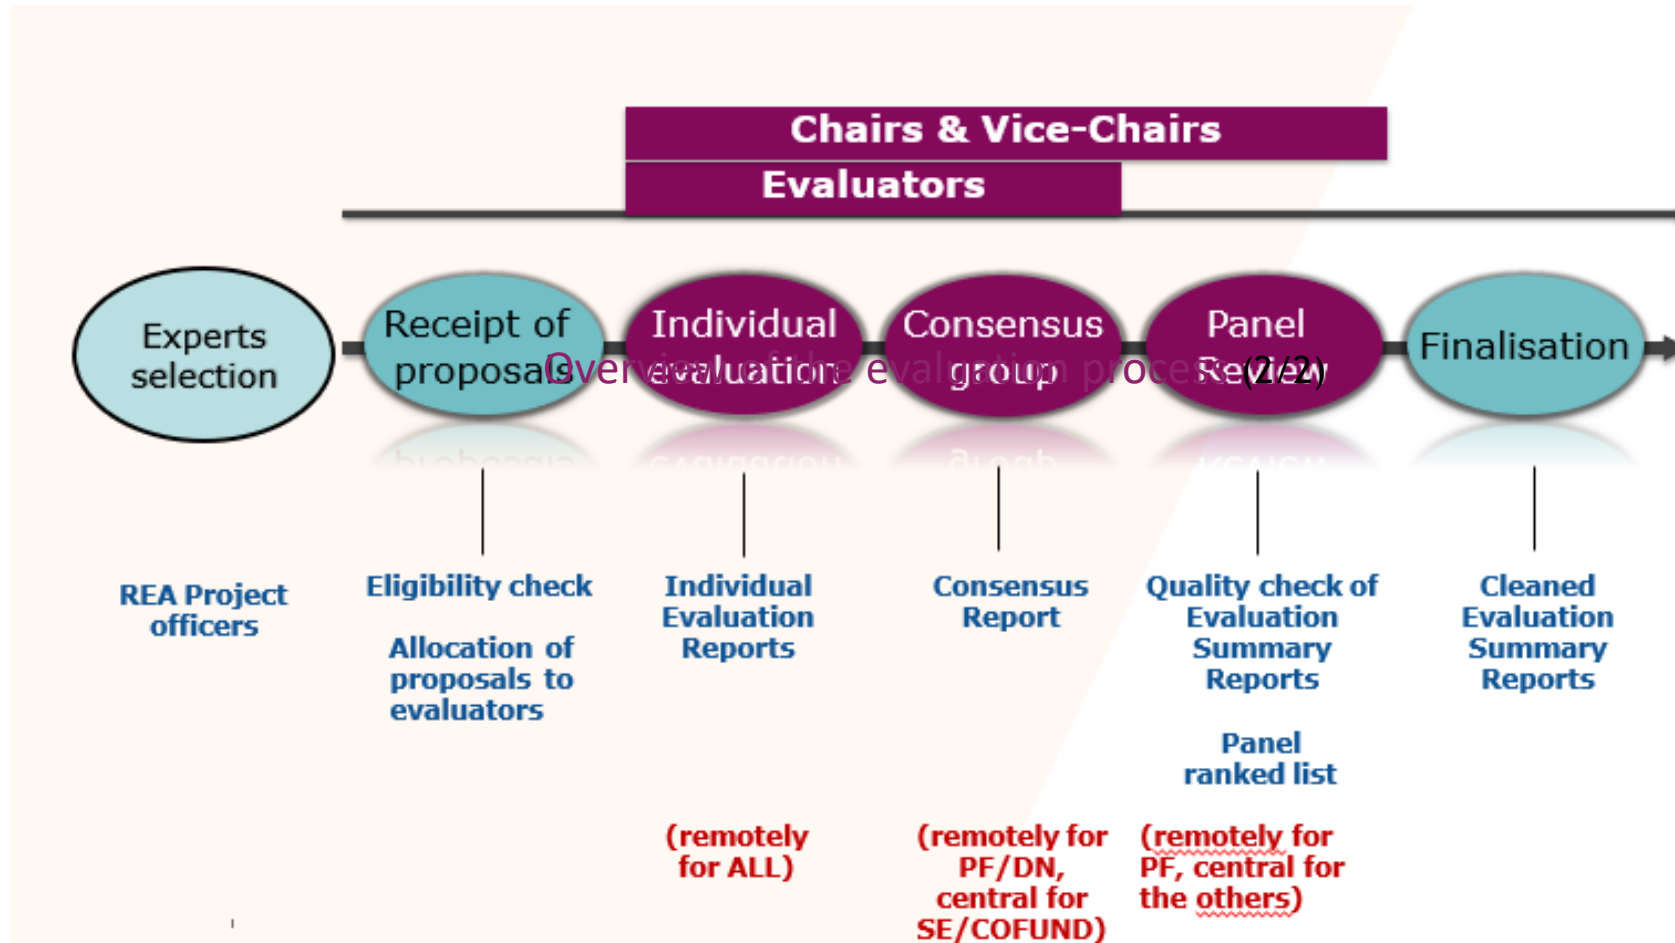 Chairs & Vice-Chairs
Evaluators
Experts
selection
Receipt of
proposals
Individual
evaluation
Consensus
group
Panel
Review
Finalisation
Overview of the evaluation process (2/2)
REA Project
officers
Eligibility check
Allocation of
proposals to
evaluators
Individual
Evaluation
Reports
(remotely
for ALL)
Consensus
Report
(remotely for
PF/DN,
central for
SE/COFUND)
Quality check of
Evaluation
Summary
Reports
Panel
ranked list
(remotely for
PF, central for
the others)
Cleaned
Evaluation
Summary
Reports